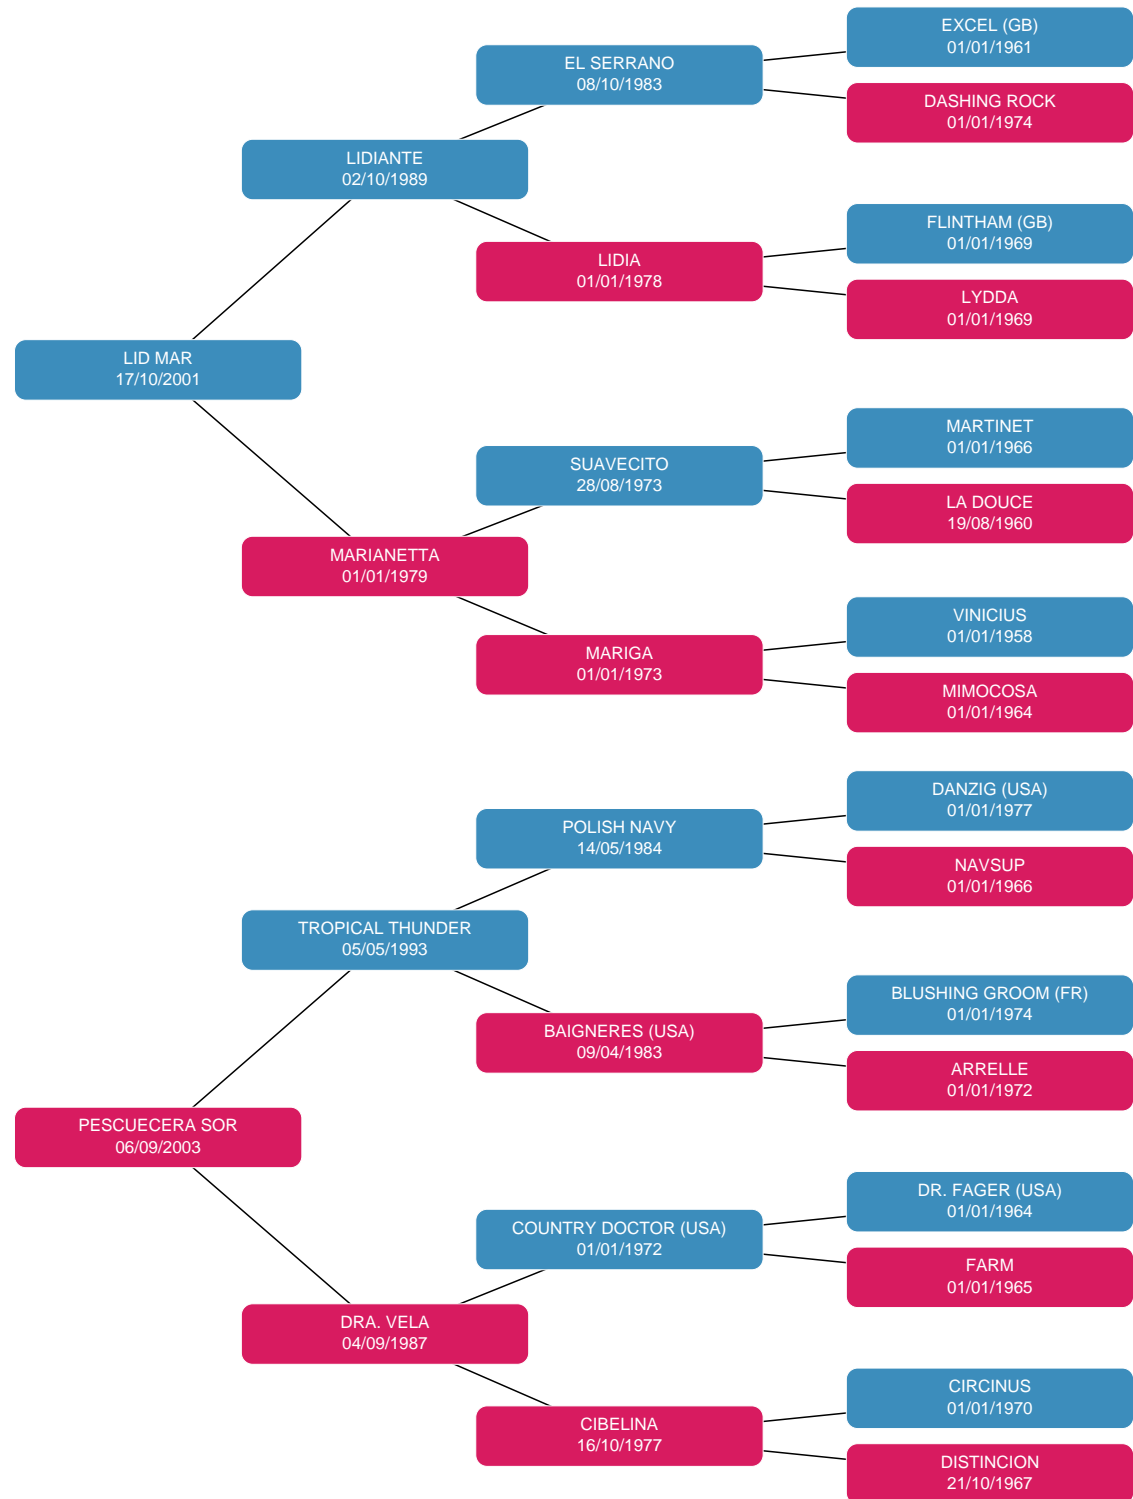 EXCEL (GB)
01/01/1961
EL SERRANO
08/10/1983
DASHING ROCK
01/01/1974
LIDIANTE
02/10/1989
FLINTHAM (GB)
01/01/1969
LIDIA
01/01/1978
LYDDA
01/01/1969
LID MAR
17/10/2001
MARTINET
01/01/1966
SUAVECITO
28/08/1973
LA DOUCE
19/08/1960
MARIANETTA
01/01/1979
VINICIUS
01/01/1958
MARIGA
01/01/1973
MIMOCOSA
01/01/1964
DANZIG (USA)
01/01/1977
POLISH NAVY
14/05/1984
NAVSUP
01/01/1966
TROPICAL THUNDER
05/05/1993
BLUSHING GROOM (FR)
01/01/1974
BAIGNERES (USA)
09/04/1983
ARRELLE
01/01/1972
PESCUECERA SOR
06/09/2003
DR. FAGER (USA)
01/01/1964
COUNTRY DOCTOR (USA)
01/01/1972
FARM
01/01/1965
DRA. VELA
04/09/1987
CIRCINUS
01/01/1970
CIBELINA
16/10/1977
DISTINCION
21/10/1967